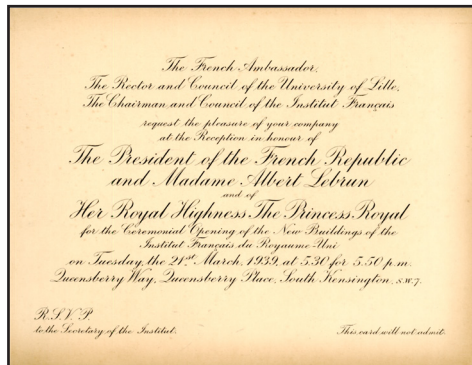 The French Ambassador,
The Rector and Council of the University of Lille,
The Chairman and Council of the Institut Français
request the pleasure of your company
at the Reception in honour of
The President of the French Republic
and Madame Albert Lebrun
and of
Her Royal Highness The Princess Royal
for the Ceremonial Opening of the New Buildings of the
Institut Français du Royaume-Uni
on Tuesday, the 21st March, 1939, at 5.30 for 5.50 p.m.
Queensberry Way, Queensberry Place, South Kensington, S.W.7.
R.S.V.P.
to the Secretary of the Institut.
This card will not admit.